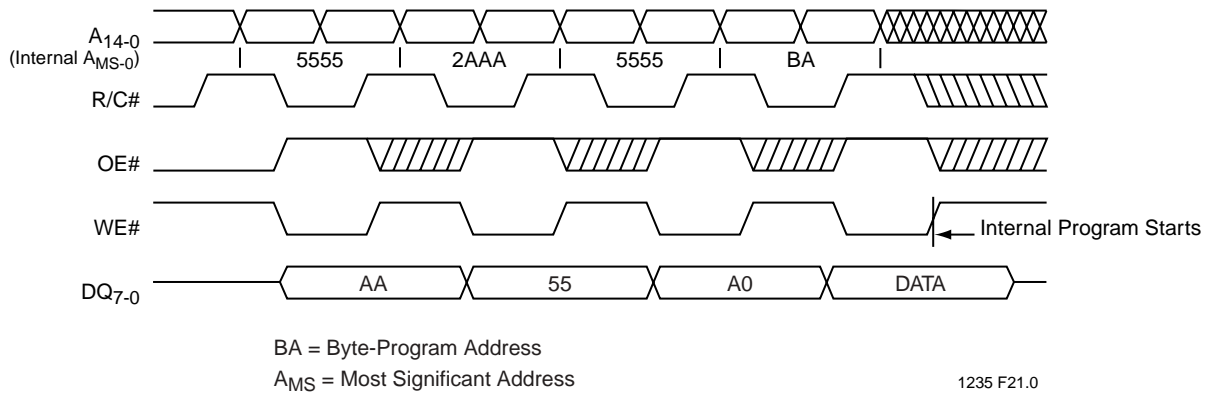 A14-0
(Internal AMS-0)
5555 2AAA 5555 BA
R/C#
OE#
WE#
Internal Program Starts
DQ7-0
AA 55 A0 DATA
BA = Byte-Program Address
AMS = Most Significant Address
1235 F21.0